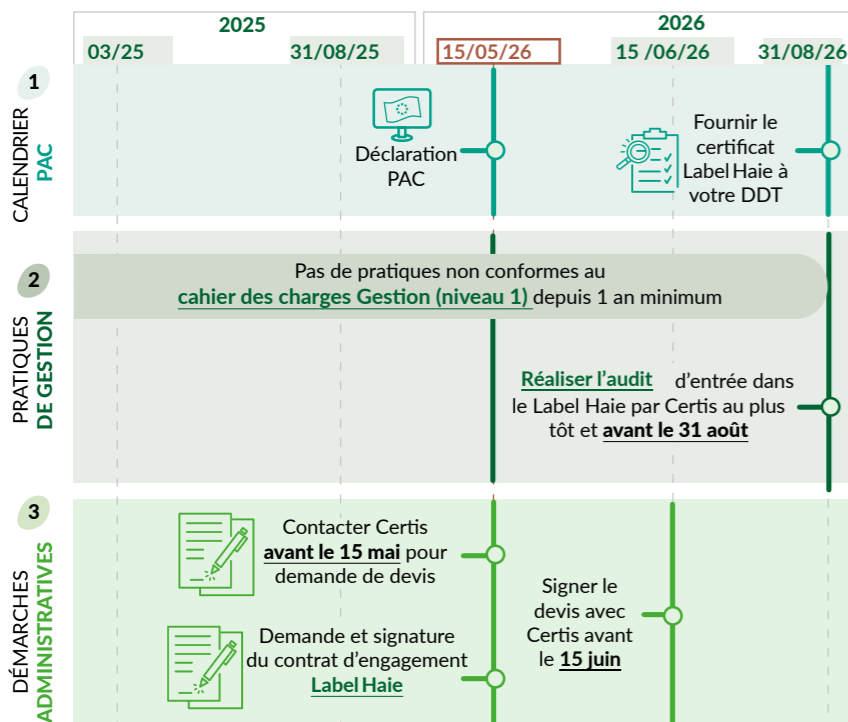 2025
2026
03/25
31/08/25
15/05/26
15/06/26
31/08/26
1
CALENDRIER
PAC
Déclaration
PAC
Fournir le
certificat
Label Haie à
votre DDT
2
PRATIQUES
DE GESTION
Pas de pratiques non conformes au
cahier des charges Gestion (niveau 1) depuis 1 an minimum
Réaliser l'audit d'entrée dans
le Label Haie par Certis au plus
tôt et avant le 31 août
3
DÉMARCHES
ADMINISTRATIVES
Contacter Certis
avant le 15 mai pour
demande de devis
Demande et signature
du contrat d'engagement
Label Haie
Signer le
devis avec
Certis avant
le 15 juin